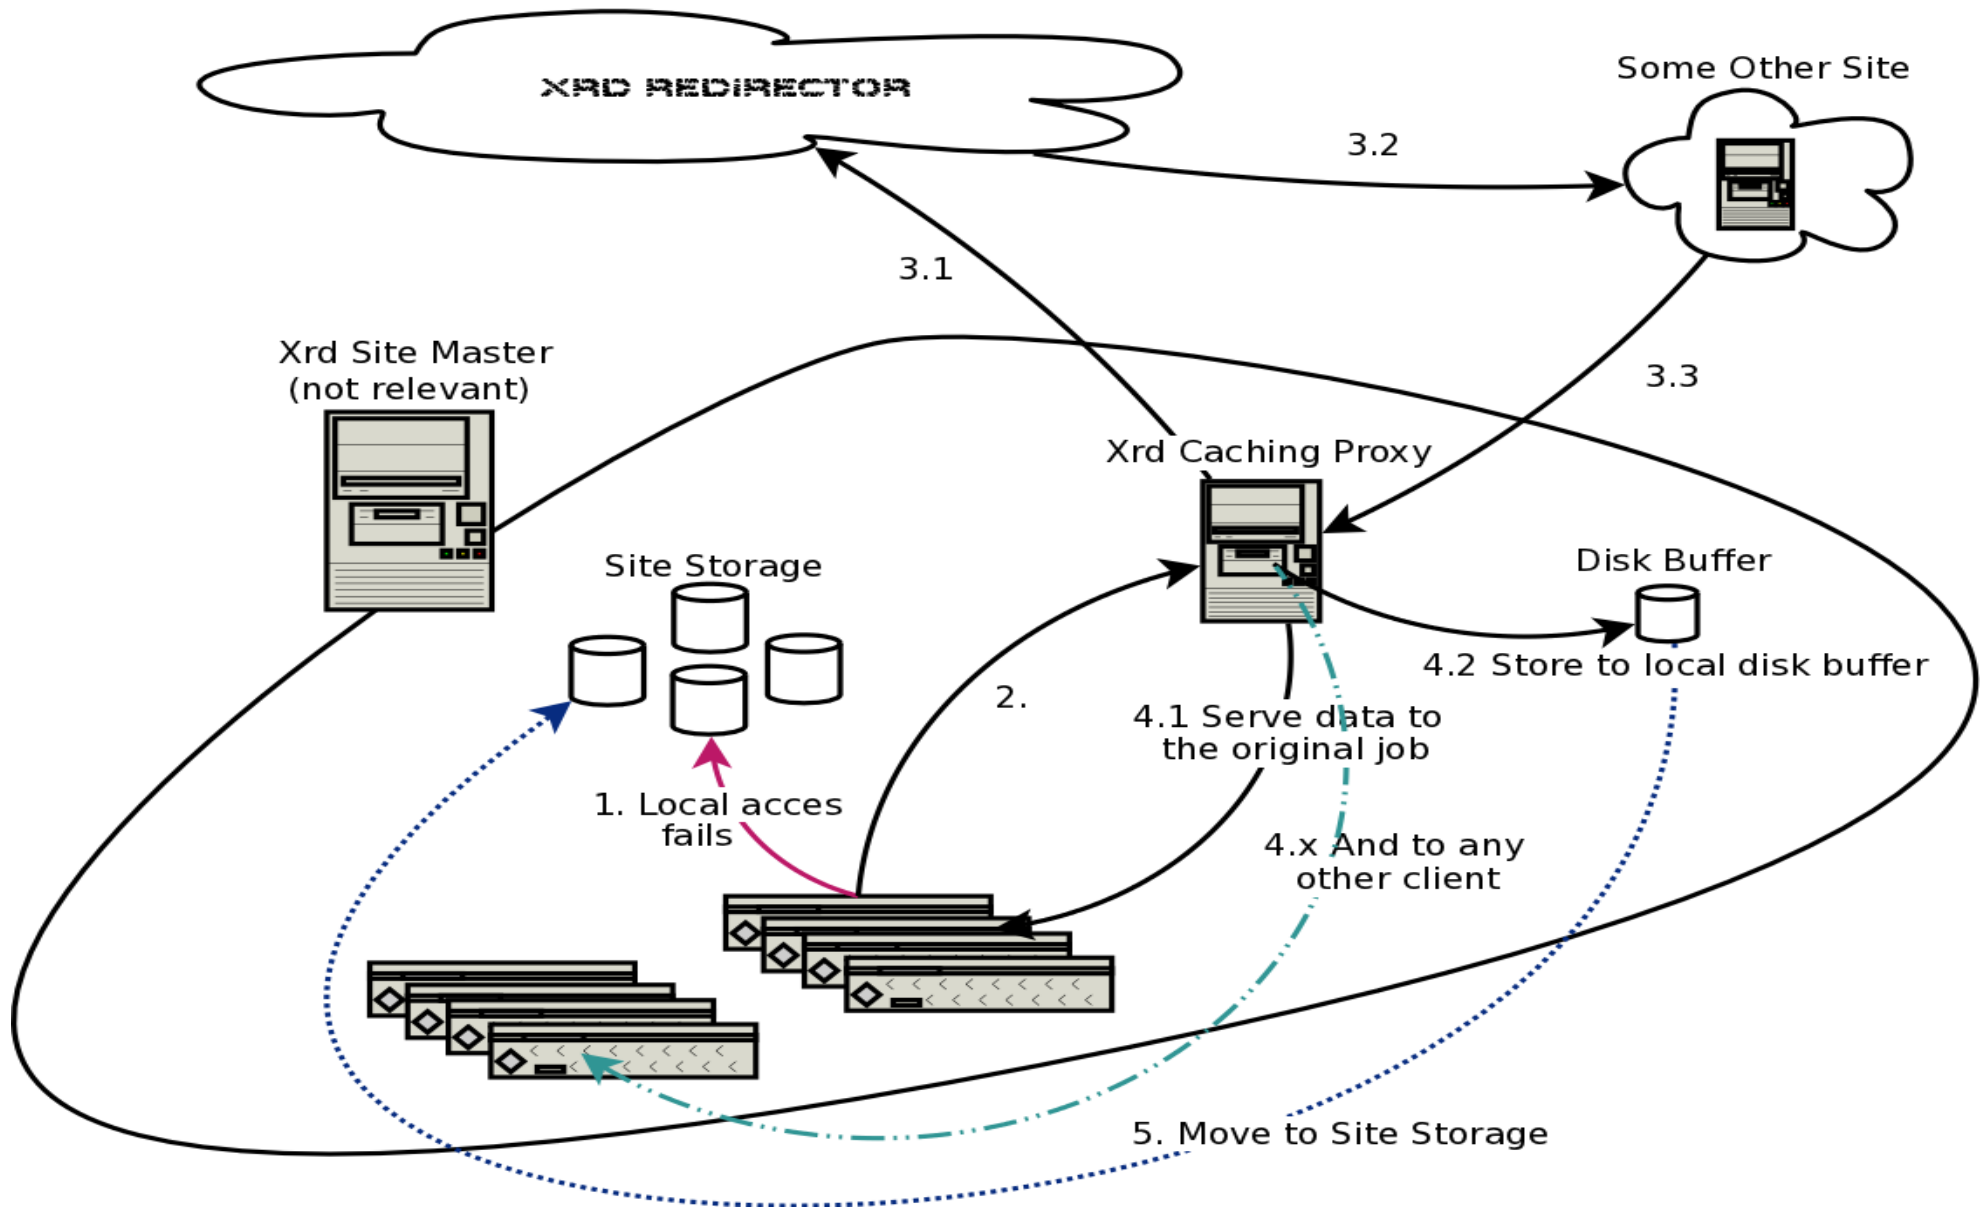 XRD REDIRECTOR
Some Other Site
3.2
3.1
Xrd Site Master
(not relevant)
3.3
Xrd Caching Proxy
Site Storage
Disk Buffer
4.2 Store to local disk buffer
2.
4.1 Serve data to
the original job
1. Local acces
fails
4.x And to any
other client
5. Move to Site Storage